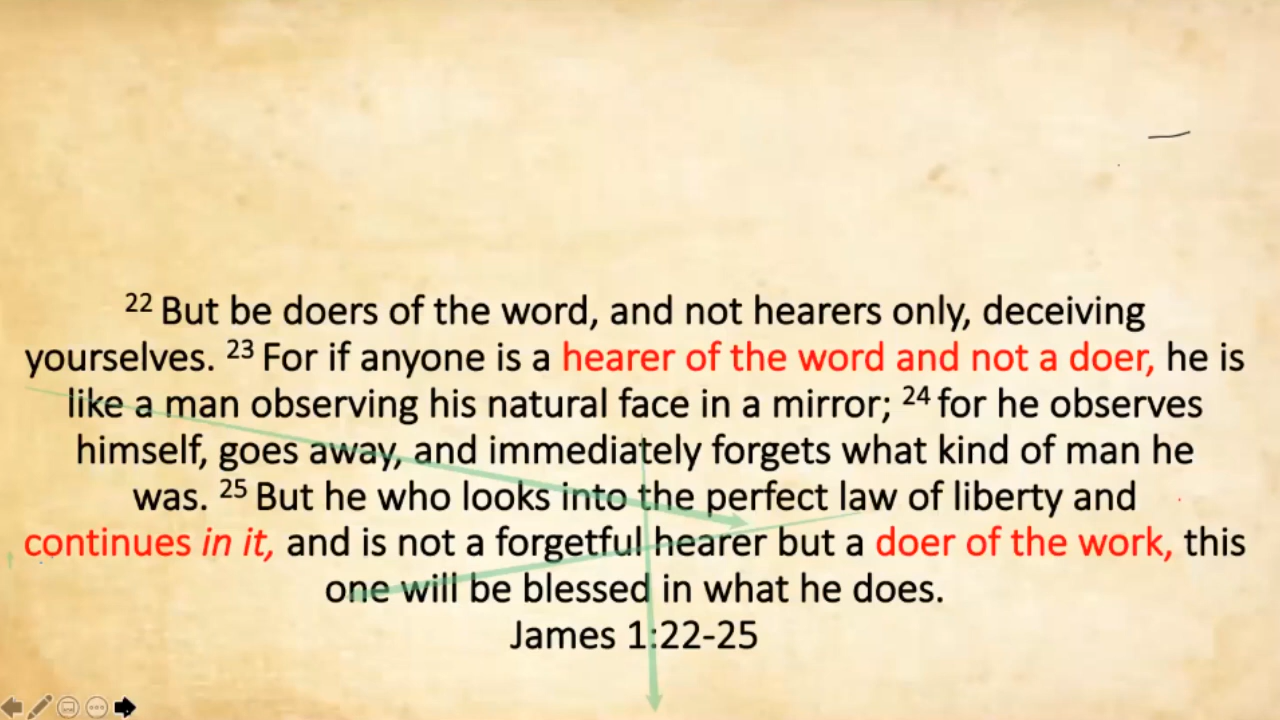 22 But be doers of the word, and not hearers only, deceiving
yourselves. 23 For if anyone is a hearer of the word and not a doer, he is
like a man observing his natural face in a mirror; 24 for he observes
himself, goes away, and immediately forgets what kind of man he
was. 25 But he who looks into the perfect law of liberty and
continues in it, and is not a forgetful hearer but a doer of the work, this
one will be blessed in what he does.
James 1:22-25